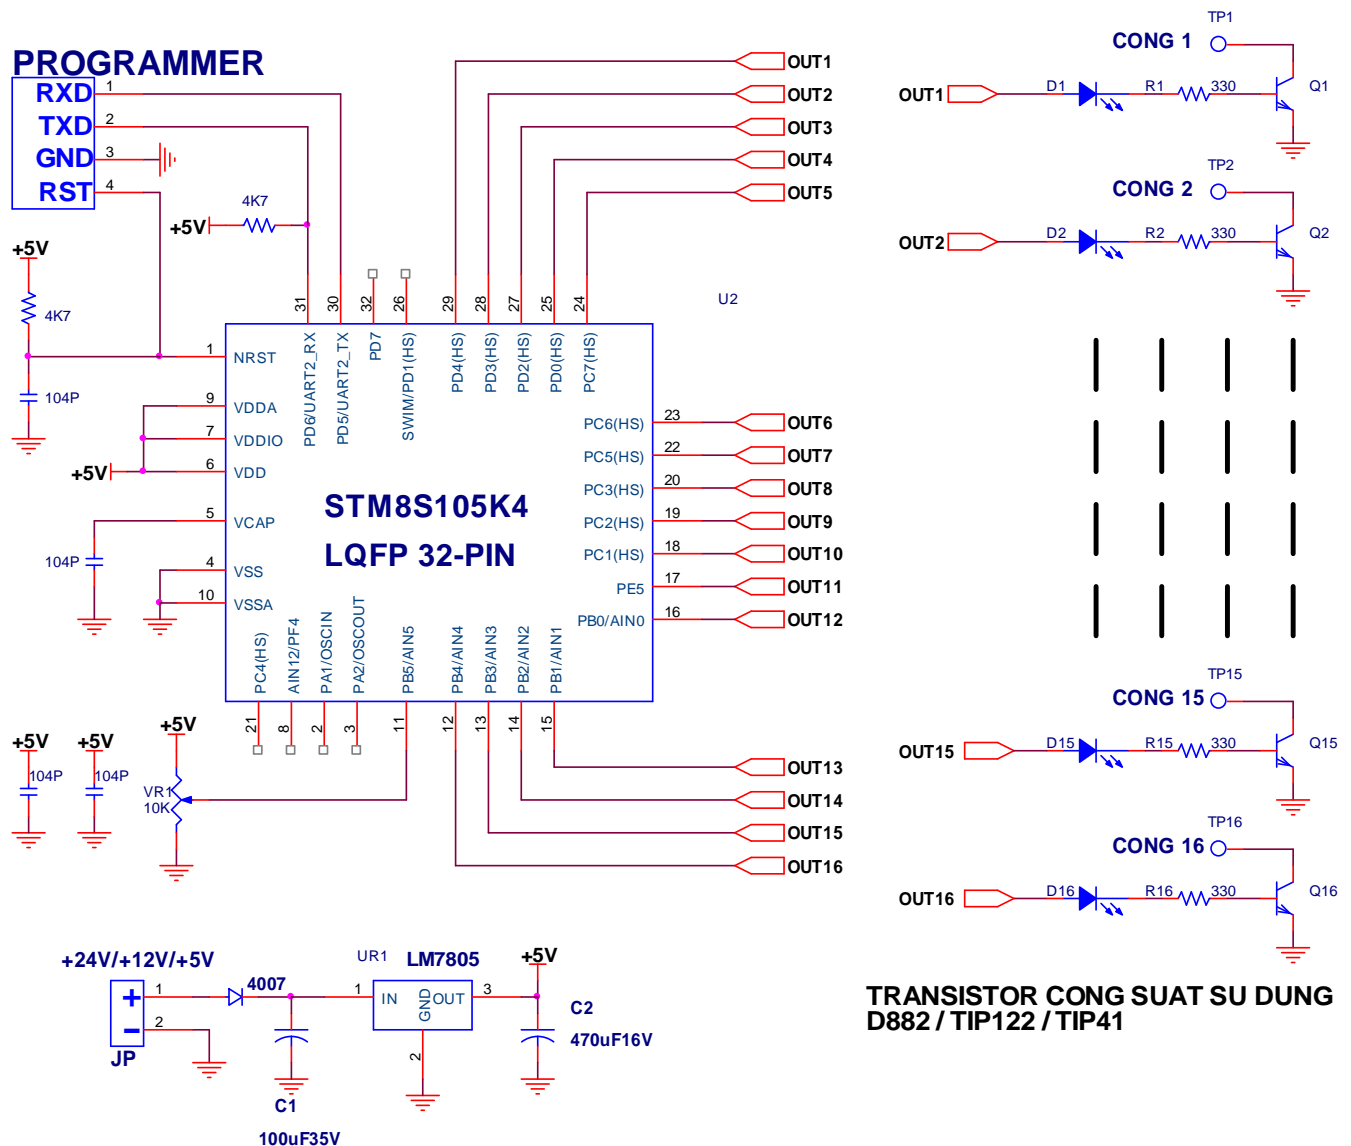 PROGRAMMER
RXD 1
TXD 2
GND 3
RST 4
4K7
+5V
+5V
4K7
104P
+5V
104P
31
30
32
26
29
28
27
25
24
U2
1 NRST
9 VDDA
7 VDDIO
6 VDD
5 VCAP
4 VSS
10 VSSA
PD6/UART2_RX
PD5/UART2_TX
PD7
SWIM/PD1(HS)
PD4(HS)
PD3(HS)
PD2(HS)
PD0(HS)
PC7(HS)
STM8S105K4
LQFP 32-PIN
PC6(HS) 23
PC5(HS) 22
PC3(HS) 20
PC2(HS) 19
PC1(HS) 18
PE5 17
PB0/AIN0 16
PC4(HS)
AIN12/PF4
PA1/OSCIN
PA2/OSCOUT
PB5/AIN5
PB4/AIN4
PB3/AIN3
PB2/AIN2
PB1/AIN1
21
8
2
3
11
12
13
14
15
OUT1
OUT2
OUT3
OUT4
OUT5
OUT6
OUT7
OUT8
OUT9
OUT10
OUT11
OUT12
OUT13
OUT14
OUT15
OUT16
+5V
104P
+5V
104P
+5V
VR1
10K
+24V/+12V/+5V
+ 1
- 2
JP
4007
C1
100uF35V
UR1 LM7805
1 IN GND OUT 3
2
+5V
C2
470uF16V
TP1
CONG 1
OUT1 D1 R1 330 Q1
TP2
CONG 2
OUT2 D2 R2 330 Q2
TP15
CONG 15
OUT15 D15 R15 330 Q15
TP16
CONG 16
OUT16 D16 R16 330 Q16
TRANSISTOR CONG SUAT SU DUNG
D882 / TIP122 / TIP41